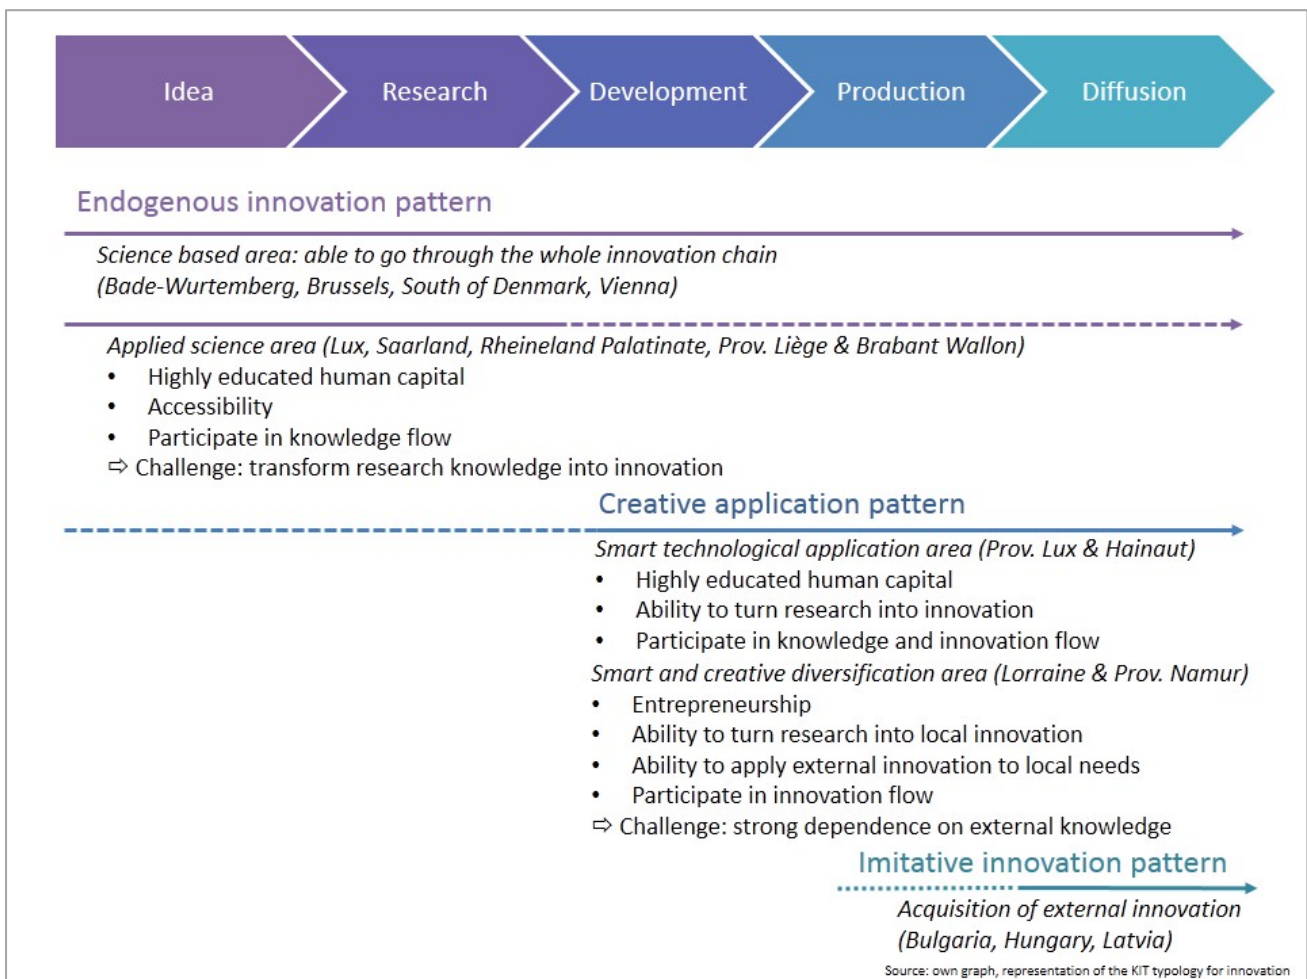 Idea
Research
Development
Production
Diffusion
Endogenous innovation pattern
Science based area: able to go through the whole innovation chain
(Bade-Wurtemberg, Brussels, South of Denmark, Vienna)
Applied science area (Lux, Saarland, Rheineland Palatinate, Prov. Liège & Brabant Wallon)
• Highly educated human capital
• Accessibility
• Participate in knowledge flow
⇨ Challenge: transform research knowledge into innovation
Creative application pattern
Smart technological application area (Prov. Lux & Hainaut)
• Highly educated human capital
• Ability to turn research into innovation
• Participate in knowledge and innovation flow
Smart and creative diversification area (Lorraine & Prov. Namur)
• Entrepreneurship
• Ability to turn research into local innovation
• Ability to apply external innovation to local needs
• Participate in innovation flow
⇨ Challenge: strong dependence on external knowledge
Imitative innovation pattern
Acquisition of external innovation
(Bulgaria, Hungary, Latvia)
Source: own graph, representation of the KIT typology for innovation